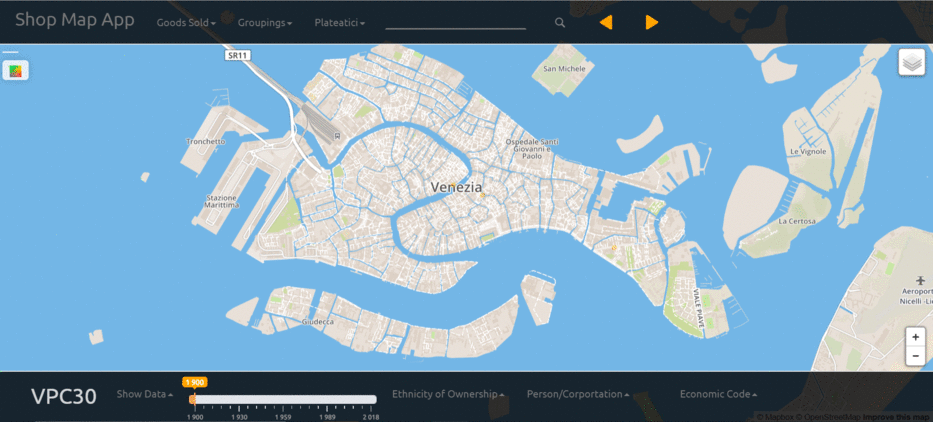 Shop Map App
Goods Sold
Groupings
Plateatici
SR11
San Michele
Tronchetto
Ospedale Santi
Giovanni e
Paolo
Le Vignole
Venezia
Stazione
Marittima
La Certosa
Aeroport
Nicelli -Li
VIALE PIAVE
Giudecca
+
−
VPC30
Show Data
1 900
1 900 1 930 1 959 1 989 2 018
Ethnicity of Ownership
Person/Corportation
Economic Code
© Mapbox © OpenStreetMap Improve this map